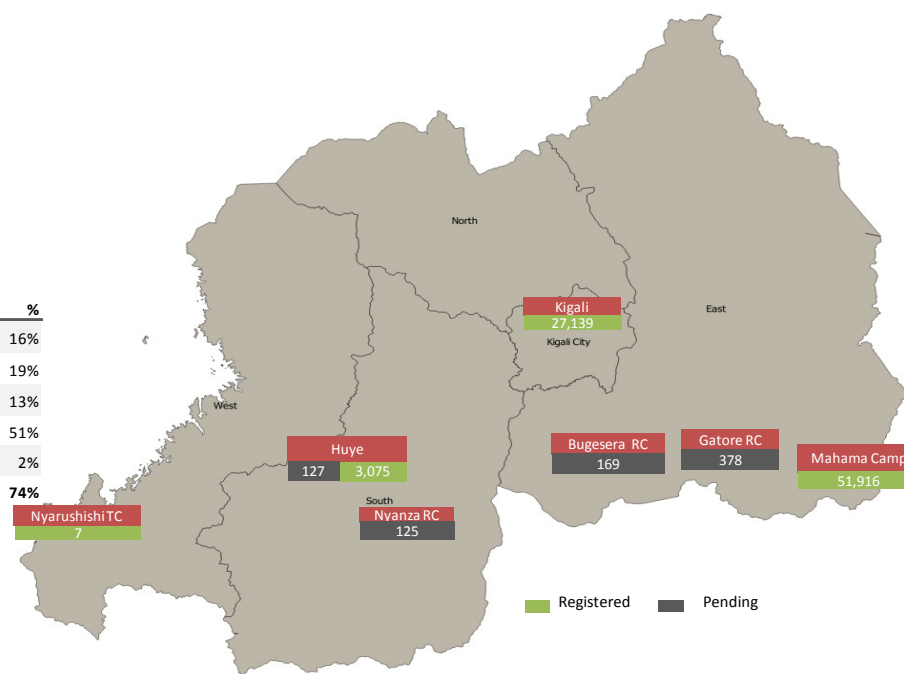 North
%
Kigali
27,139
East
16%
Kigali City
19%
13%
West
51%
Huye
127 3,075
Bugesera RC
169
Gatore RC
378
Mahama Camp
51,916
2%
74%
South
Nyarushishi TC
7
Nyanza RC
125
Registered Pending